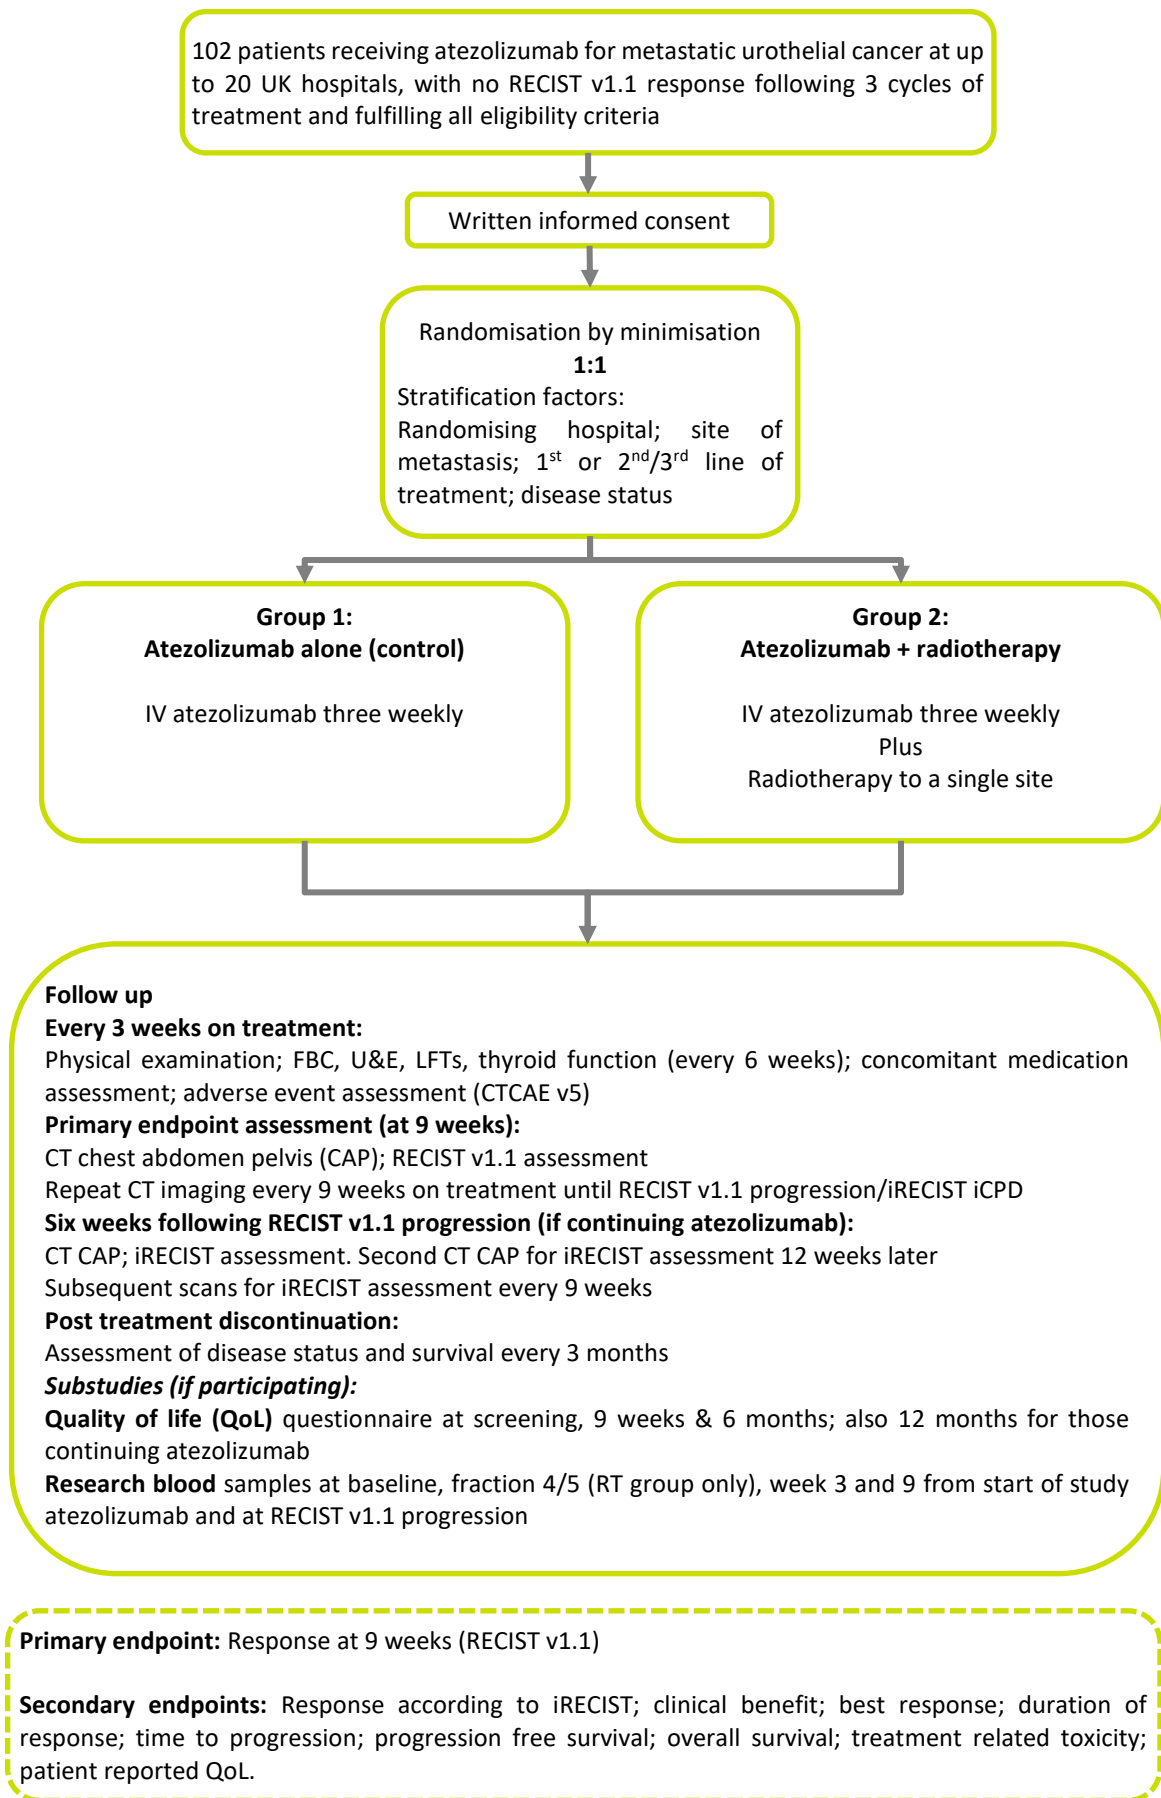 102 patients receiving atezolizumab for metastatic urothelial cancer at up
to 20 UK hospitals, with no RECIST v1.1 response following 3 cycles of
treatment and fulfilling all eligibility criteria
Written informed consent
Randomisation by minimisation
1:1
Stratification factors:
Randomising hospital; site of
metastasis; 1st or 2nd/3rd line of
treatment; disease status
Group 1:
Atezolizumab alone (control)
IV atezolizumab three weekly
Group 2:
Atezolizumab + radiotherapy
IV atezolizumab three weekly
Plus
Radiotherapy to a single site
Follow up
Every 3 weeks on treatment:
Physical examination; FBC, U&E, LFTs, thyroid function (every 6 weeks); concomitant medication
assessment; adverse event assessment (CTCAE v5)
Primary endpoint assessment (at 9 weeks):
CT chest abdomen pelvis (CAP); RECIST v1.1 assessment
Repeat CT imaging every 9 weeks on treatment until RECIST v1.1 progression/iRECIST iCPD
Six weeks following RECIST v1.1 progression (if continuing atezolizumab):
CT CAP; iRECIST assessment. Second CT CAP for iRECIST assessment 12 weeks later
Subsequent scans for iRECIST assessment every 9 weeks
Post treatment discontinuation:
Assessment of disease status and survival every 3 months
Substudies (if participating):
Quality of life (QoL) questionnaire at screening, 9 weeks & 6 months; also 12 months for those
continuing atezolizumab
Research blood samples at baseline, fraction 4/5 (RT group only), week 3 and 9 from start of study
atezolizumab and at RECIST v1.1 progression
Primary endpoint: Response at 9 weeks (RECIST v1.1)
Secondary endpoints: Response according to iRECIST; clinical benefit; best response; duration of
response; time to progression; progression free survival; overall survival; treatment related toxicity;
patient reported QoL.